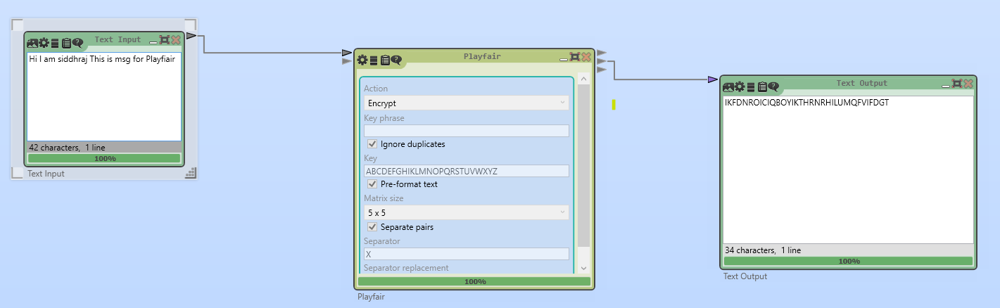 Text Input
Hi I am siddhraj This is msg for Playfiair
42 characters, 1 line
100%
Text Input
Playfair
Action
Encrypt
Key phrase
Ignore duplicates
Key
ABCDEFGHIKLMNOPQRSTUVWXYZ
Pre-format text
Matrix size
5 x 5
Separate pairs
Separator
X
Separator replacement
100%
Playfair
Text Output
IKFDNROICIQBOYIKTHRNRHILUMQFVIFDGT
34 characters, 1 line
100%
Text Output